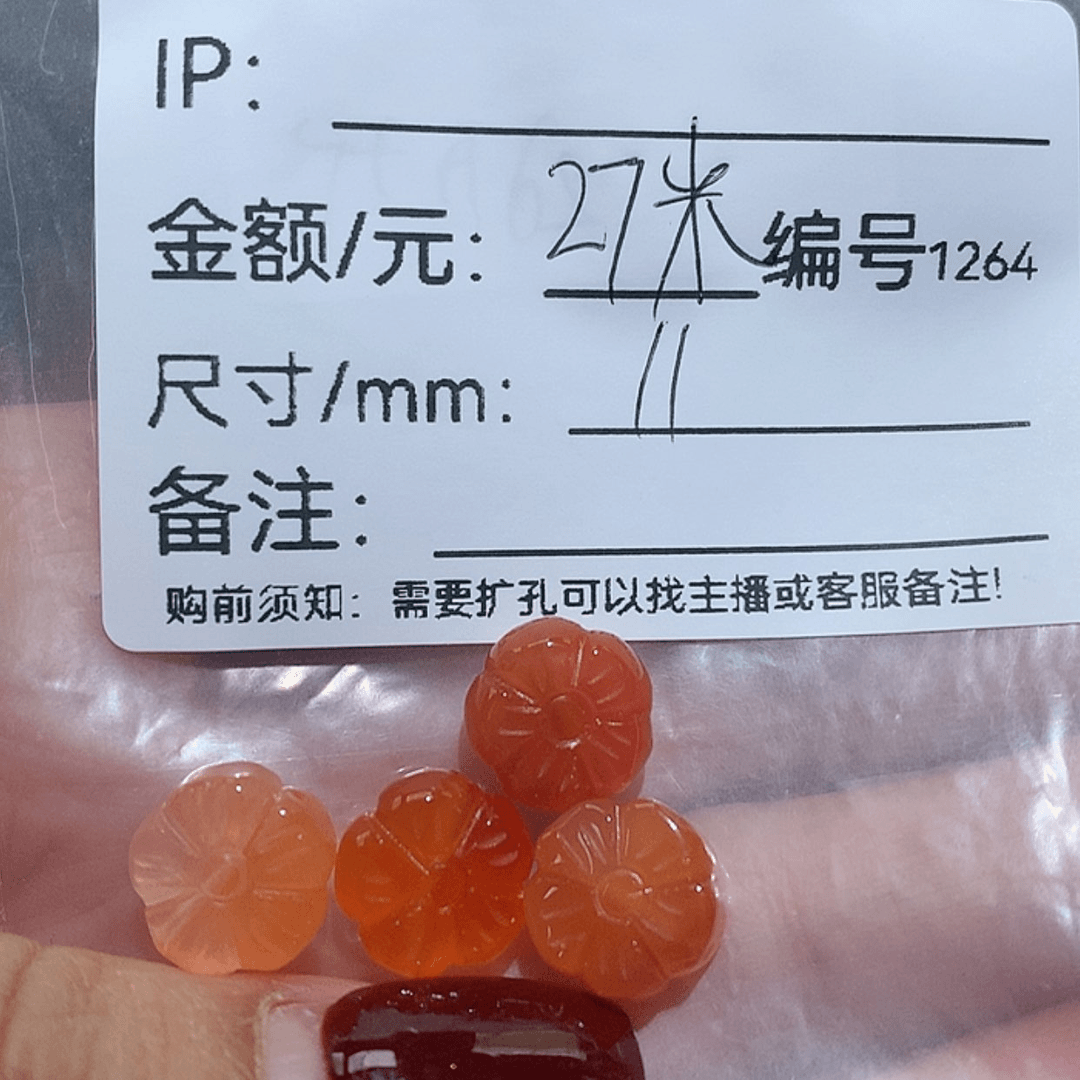 IP:
金额/元: 27米 编号1264
尺寸/mm: 11
备注:
购前须知: 需要扩孔可以找主播或客服备注!